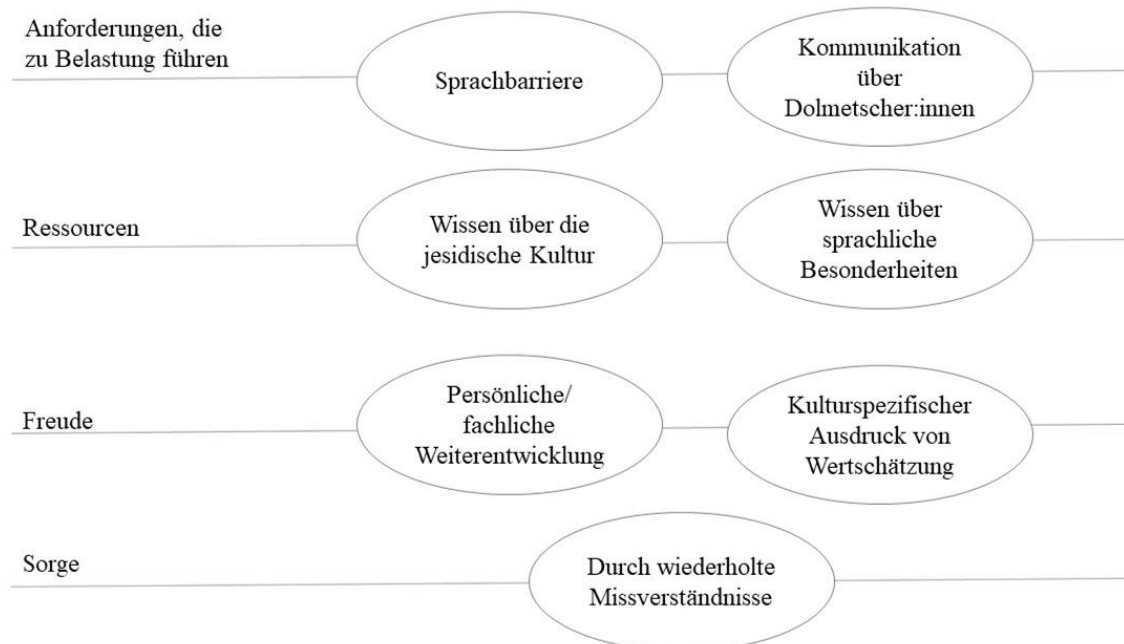 Anforderungen, die
zu Belastung führen
Sprachbarriere
Kommunikation
über
Dolmetscher:innen
Ressourcen
Wissen über die
jesidische Kultur
Wissen über
sprachliche
Besonderheiten
Freude
Persönliche/
fachliche
Weiterentwicklung
Kulturspezifischer
Ausdruck von
Wertschätzung
Sorge
Durch wiederholte
Missverständnisse